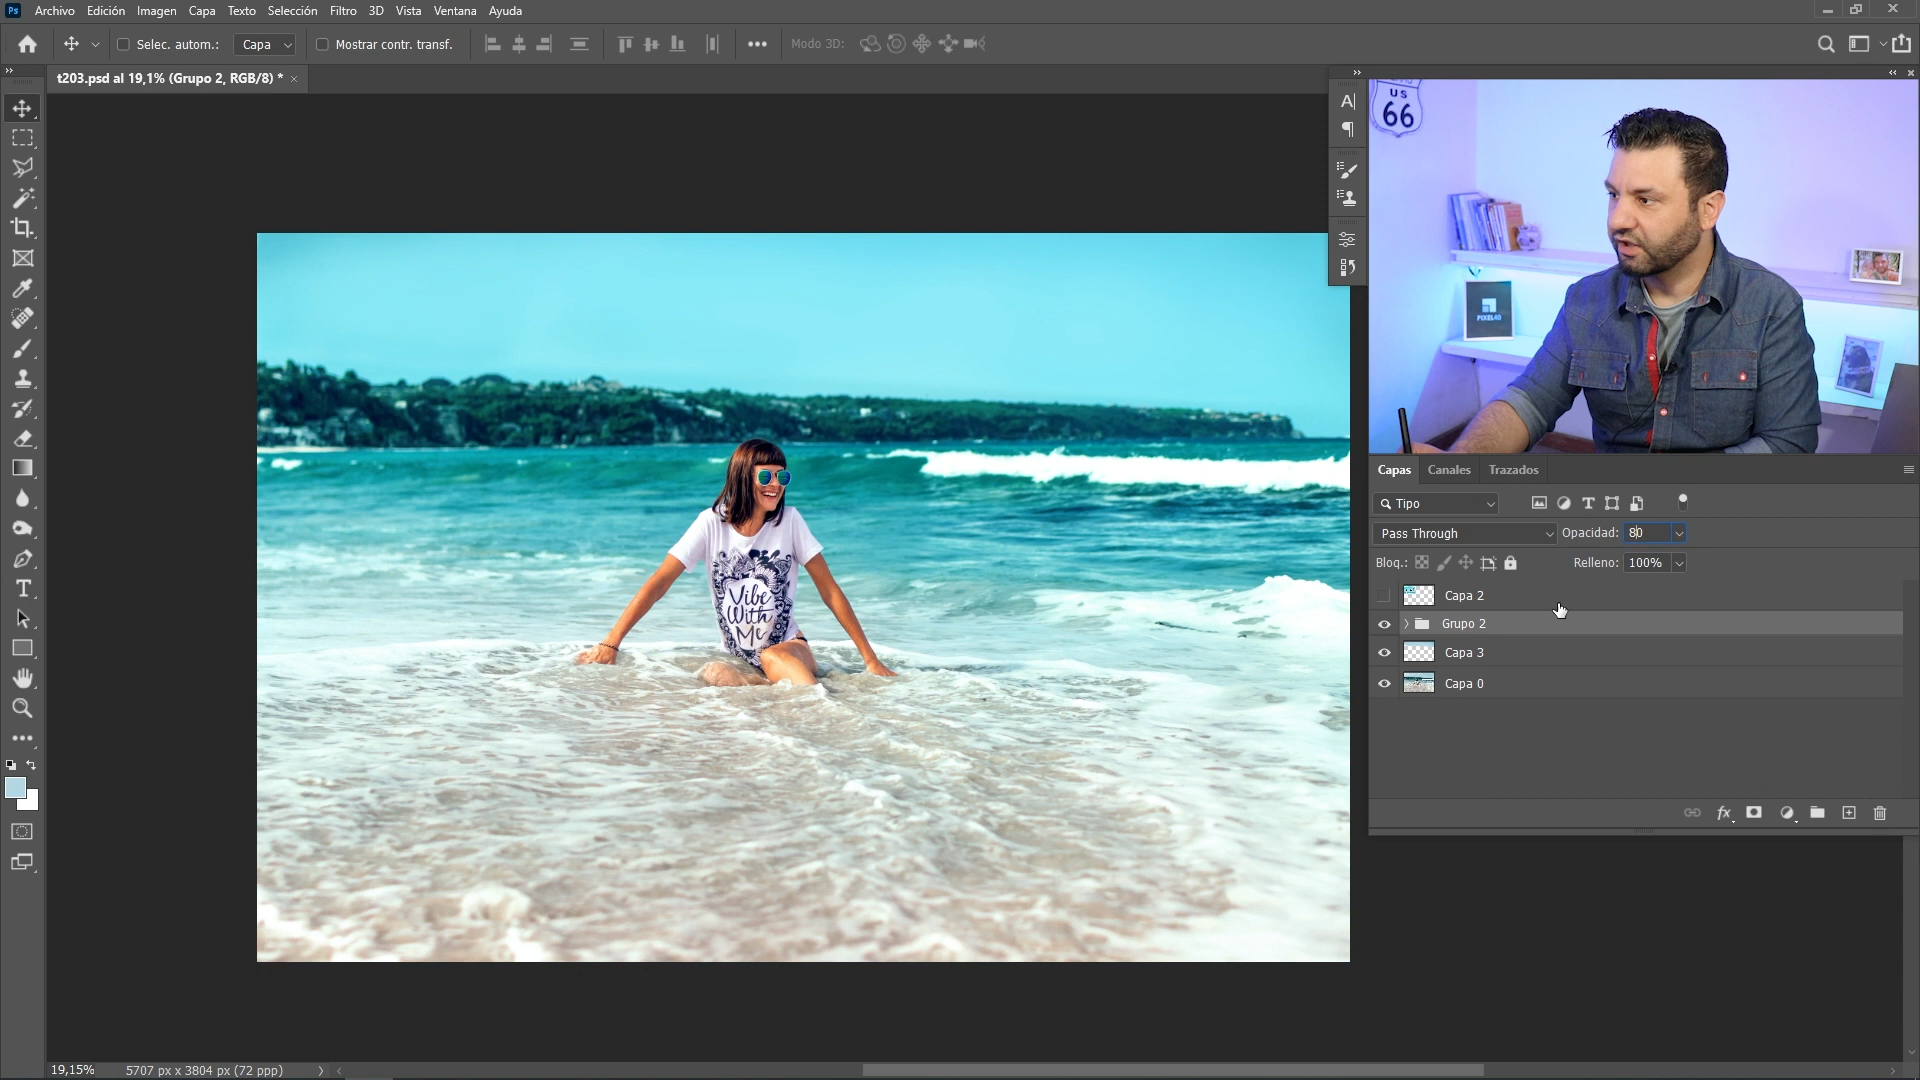 Ps Archivo Edición Imagen Capa Texto Selección Filtro 3D Vista Ventana Ayuda
Selec. autom.: Capa Mostrar contr. transf. Modo 3D:
t203.psd al 19,1% (Grupo 2, RGB/8) *
US
66
PIXEL40
Vibe
With
Me
Capas Canales Trazados
Tipo
Pass Through Opacidad: 80
Bloq.: Relleno: 100%
Capa 2
Grupo 2
Capa 3
Capa 0
fx
19,15% 5707 px x 3804 px (72 ppp)